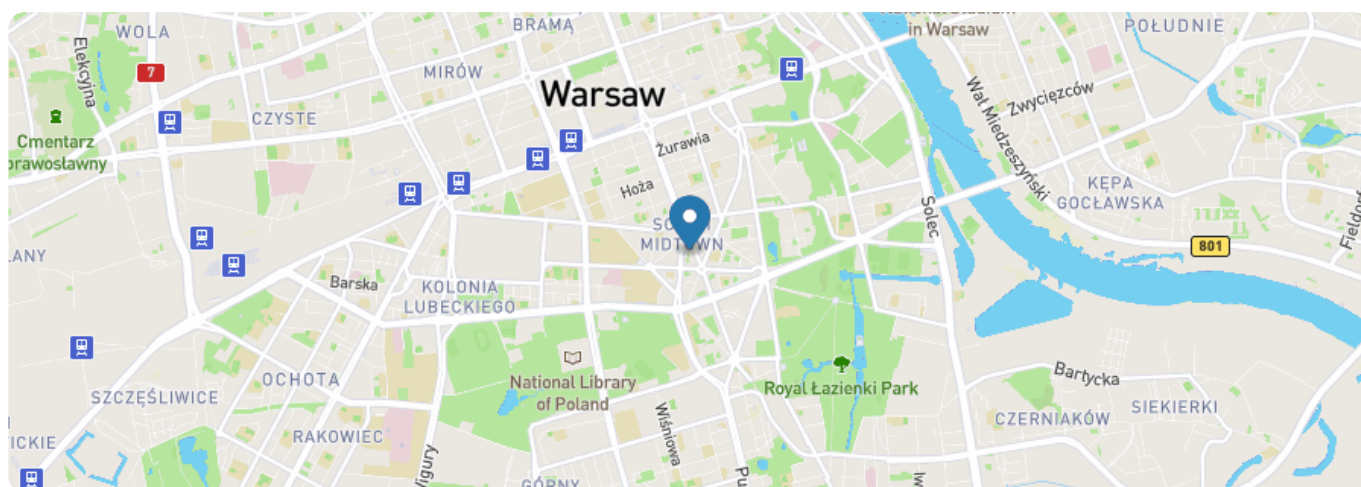 WOLA
BRAMĄ
in Warsaw
POŁUDNIE
Elekcyjna
7
MIRÓW
Warsaw
Wał Miedzeszyński
Zwycięzców
CZYSTE
Cmentarz
prawosławny
Żurawia
Hoża
KĘPA
GOCŁAWSKA
Solec
MIDTOWN
801
Barska
KOLONIA
LUBECKIEGO
National Library
of Poland
Royal Łazienki Park
OCHOTA
SZCZĘŚLIWICE
Bartycka
CZERNIAKÓW
SIEKIERKI
RAKOWIEC
Wiśniowa
GÓRNY